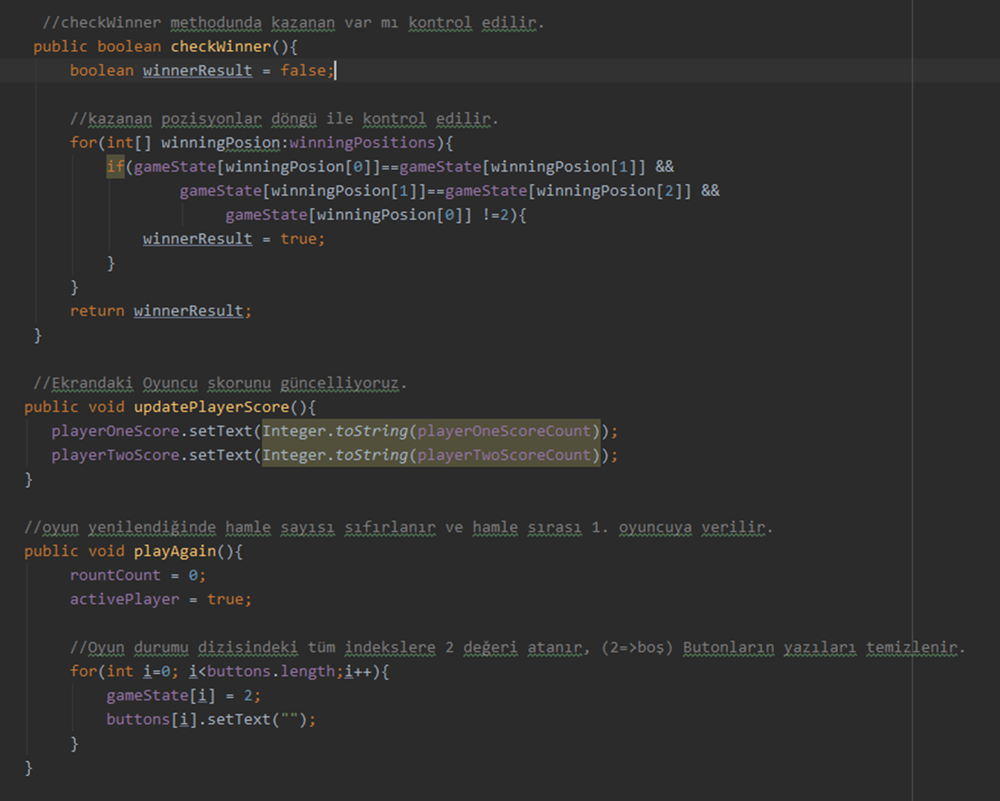 //checkWinner methodunda kazanan var mı kontrol edilir.
public boolean checkWinner(){
boolean winnerResult = false;
//kazanan pozisyonlar döngü ile kontrol edilir.
for(int[] winningPosion:winningPositions){
if(gameState[winningPosion[0]]==gameState[winningPosion[1]] &&
gameState[winningPosion[1]]==gameState[winningPosion[2]] &&
gameState[winningPosion[0]] !=2){
winnerResult = true;
}
}
return winnerResult;
}
//Ekrandaki Oyuncu skorunu güncelliyoruz.
public void updatePlayerScore(){
playerOneScore.setText(Integer.toString(playerOneScoreCount));
playerTwoScore.setText(Integer.toString(playerTwoScoreCount));
}
//oyun yenilendiğinde hamle sayısı sıfırlanır ve hamle sırası 1. oyuncuya verilir.
public void playAgain(){
rountCount = 0;
activePlayer = true;
//Oyun durumu dizisindeki tüm indekslere 2 değeri atanır, (2=>boş) Butonların yazıları temizlenir.
for(int i=0; i<buttons.length;i++){
gameState[i] = 2;
buttons[i].setText("");
}
}